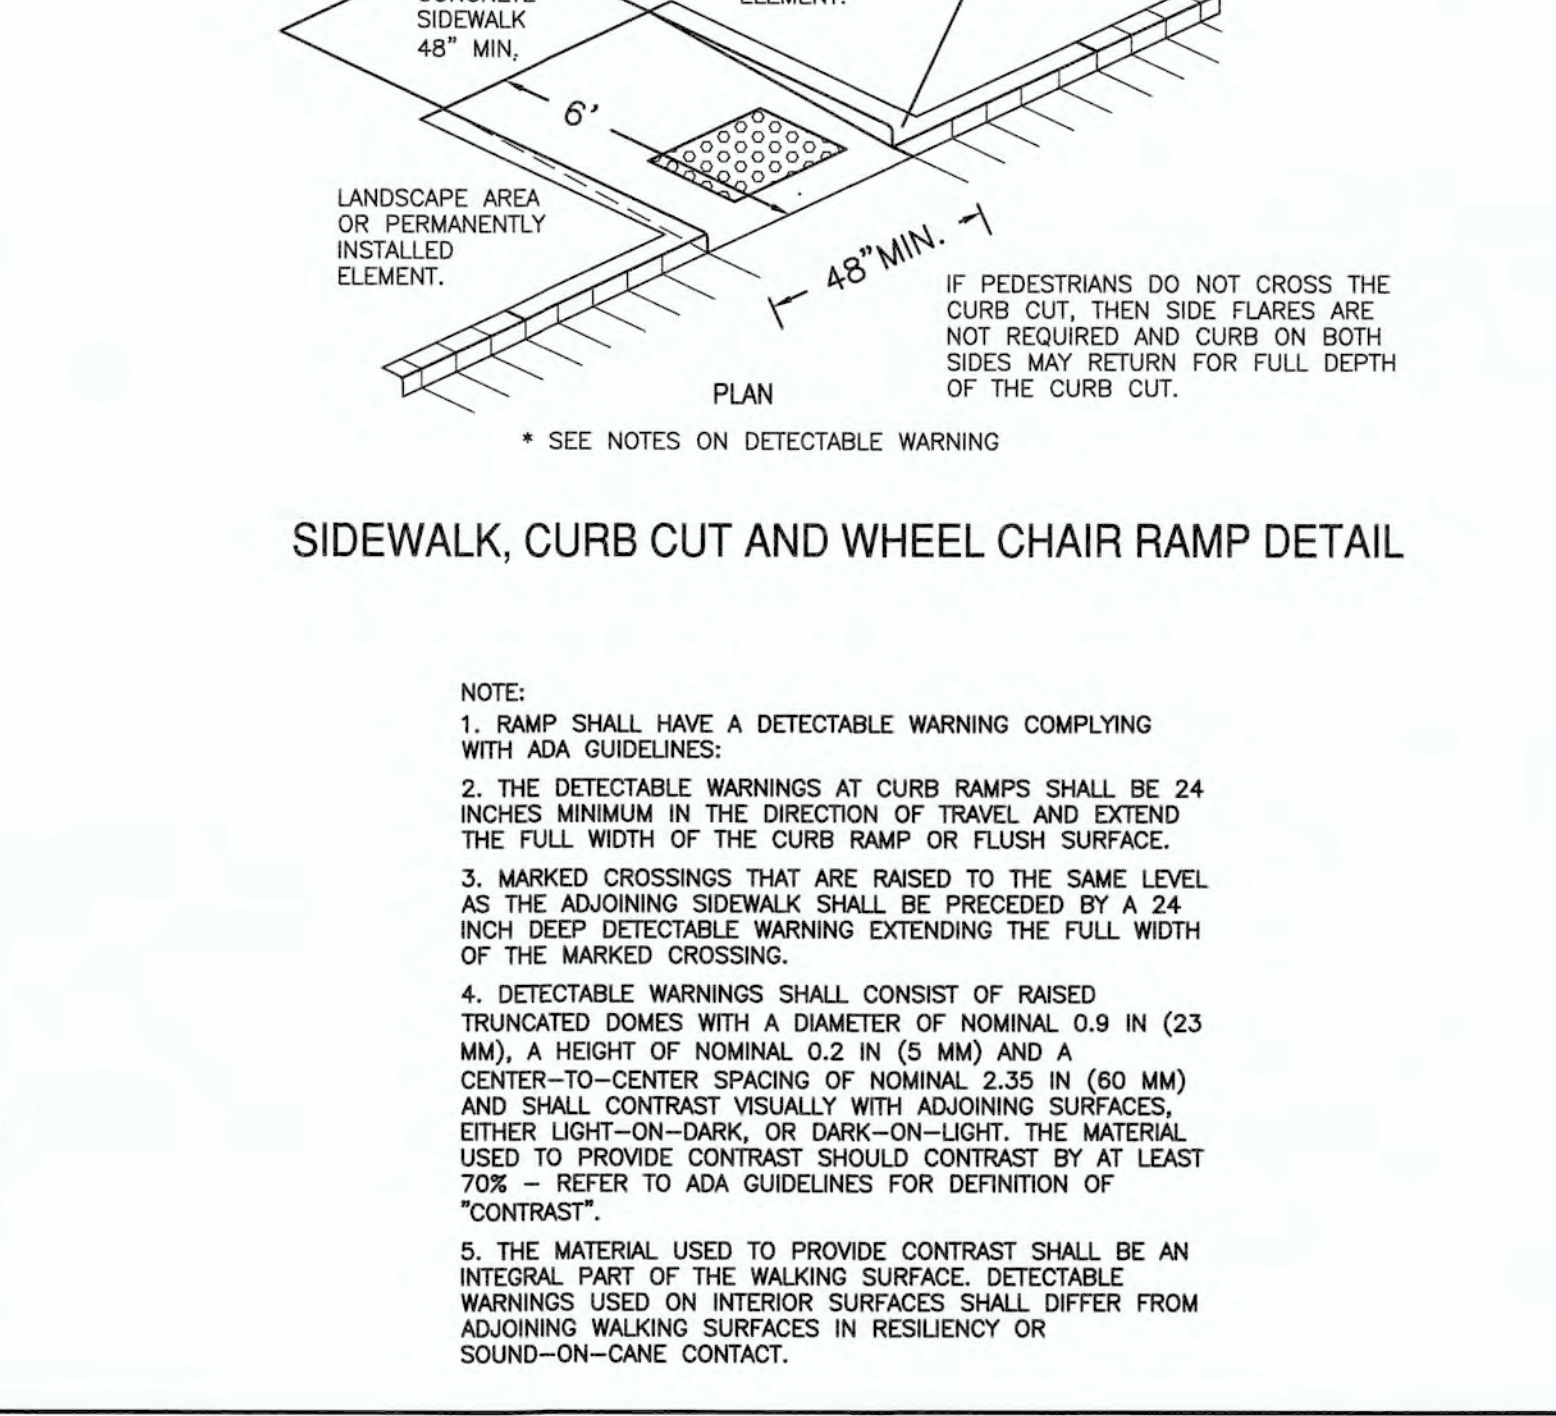 SIDEWALK
48" MIN.
6'
LANDSCAPE AREA
OR PERMANENTLY
INSTALLED
ELEMENT.
48"MIN.
IF PEDESTRIANS DO NOT CROSS THE
CURB CUT, THEN SIDE FLARES ARE
NOT REQUIRED AND CURB ON BOTH
SIDES MAY RETURN FOR FULL DEPTH
OF THE CURB CUT.
PLAN
* SEE NOTES ON DETECTABLE WARNING
SIDEWALK, CURB CUT AND WHEEL CHAIR RAMP DETAIL
NOTE:
1. RAMP SHALL HAVE A DETECTABLE WARNING COMPLYING
WITH ADA GUIDELINES:
2. THE DETECTABLE WARNINGS AT CURB RAMPS SHALL BE 24
INCHES MINIMUM IN THE DIRECTION OF TRAVEL AND EXTEND
THE FULL WIDTH OF THE CURB RAMP OR FLUSH SURFACE.
3. MARKED CROSSINGS THAT ARE RAISED TO THE SAME LEVEL
AS THE ADJOINING SIDEWALK SHALL BE PRECEDED BY A 24
INCH DEEP DETECTABLE WARNING EXTENDING THE FULL WIDTH
OF THE MARKED CROSSING.
4. DETECTABLE WARNINGS SHALL CONSIST OF RAISED
TRUNCATED DOMES WITH A DIAMETER OF NOMINAL 0.9 IN (23
MM), A HEIGHT OF NOMINAL 0.2 IN (5 MM) AND A
CENTER-TO-CENTER SPACING OF NOMINAL 2.35 IN (60 MM)
AND SHALL CONTRAST VISUALLY WITH ADJOINING SURFACES,
EITHER LIGHT-ON-DARK, OR DARK-ON-LIGHT. THE MATERIAL
USED TO PROVIDE CONTRAST SHOULD CONTRAST BY AT LEAST
70% - REFER TO ADA GUIDELINES FOR DEFINITION OF
"CONTRAST".
5. THE MATERIAL USED TO PROVIDE CONTRAST SHALL BE AN
INTEGRAL PART OF THE WALKING SURFACE. DETECTABLE
WARNINGS USED ON INTERIOR SURFACES SHALL DIFFER FROM
ADJOINING WALKING SURFACES IN RESILIENCY OR
SOUND-ON-CANE CONTACT.